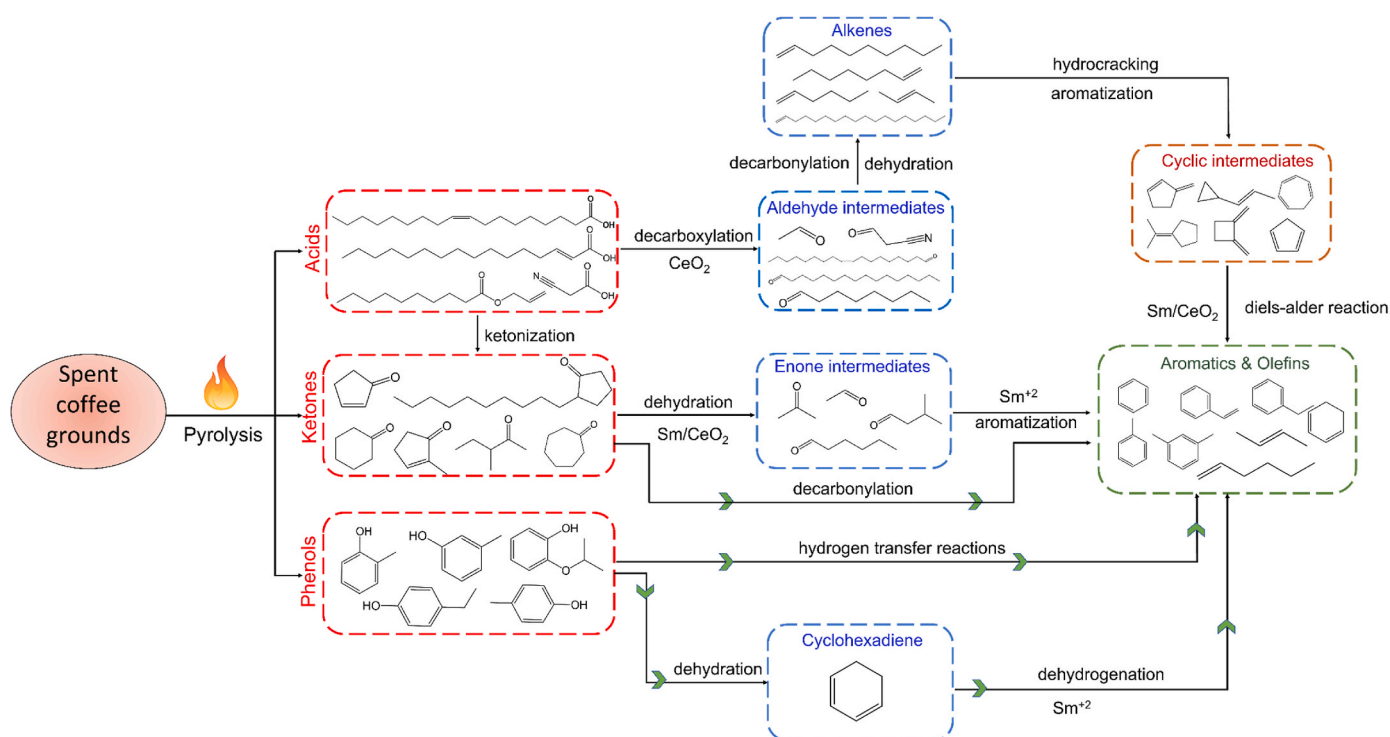 Spent
coffee
grounds
Pyrolysis
Acids
O
OH
O
OH
O
O
N
O
OH
ketonization
Ketones
O
O
O
O
O
O
Phenols
OH
HO
OH
O
HO
OH
decarboxylation
CeO2
Aldehyde intermediates
O
O
N
O
O
O
decarbonylation
dehydration
Alkenes
hydrocracking
aromatization
Cyclic intermediates
Sm/CeO2
diels-alder reaction
dehydration
Sm/CeO2
Enone intermediates
O
O
O
O
Sm+2
aromatization
decarbonylation
Aromatics & Olefins
hydrogen transfer reactions
dehydration
Cyclohexadiene
dehydrogenation
Sm+2